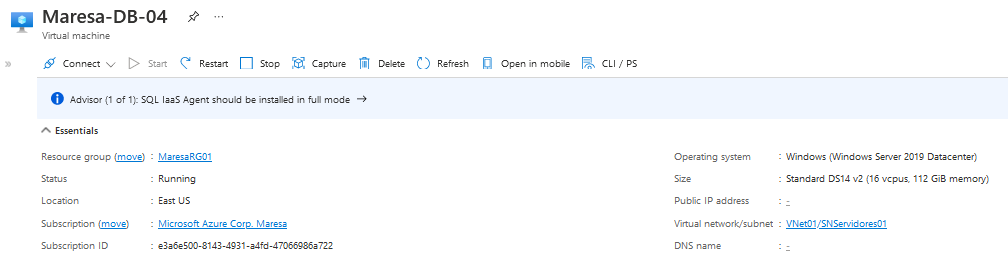 Maresa-DB-04
Virtual machine
Connect Start Restart Stop Capture Delete Refresh Open in mobile CLI / PS
Advisor (1 of 1): SQL IaaS Agent should be installed in full mode →
Essentials
Resource group (move) : MaresaRG01
Status : Running
Location : East US
Subscription (move) : Microsoft Azure Corp. Maresa
Subscription ID : e3a6e500-8143-4931-a4fd-47066986a722
Operating system : Windows (Windows Server 2019 Datacenter)
Size : Standard DS14 v2 (16 vcpus, 112 GiB memory)
Public IP address : -
Virtual network/subnet : VNet01/SNServidores01
DNS name : -